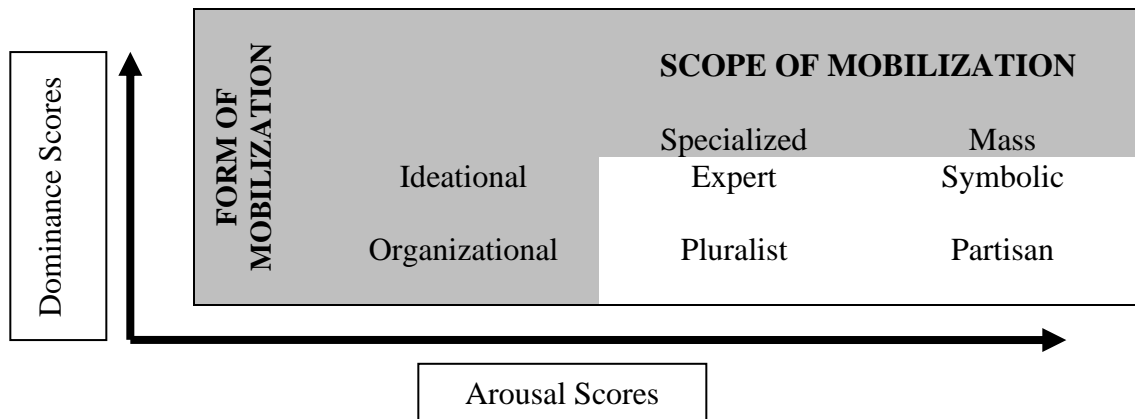 Dominance Scores
FORM OF
MOBILIZATION
SCOPE OF MOBILIZATION
Specialized Mass
Ideational Expert Symbolic
Organizational Pluralist Partisan
Arousal Scores